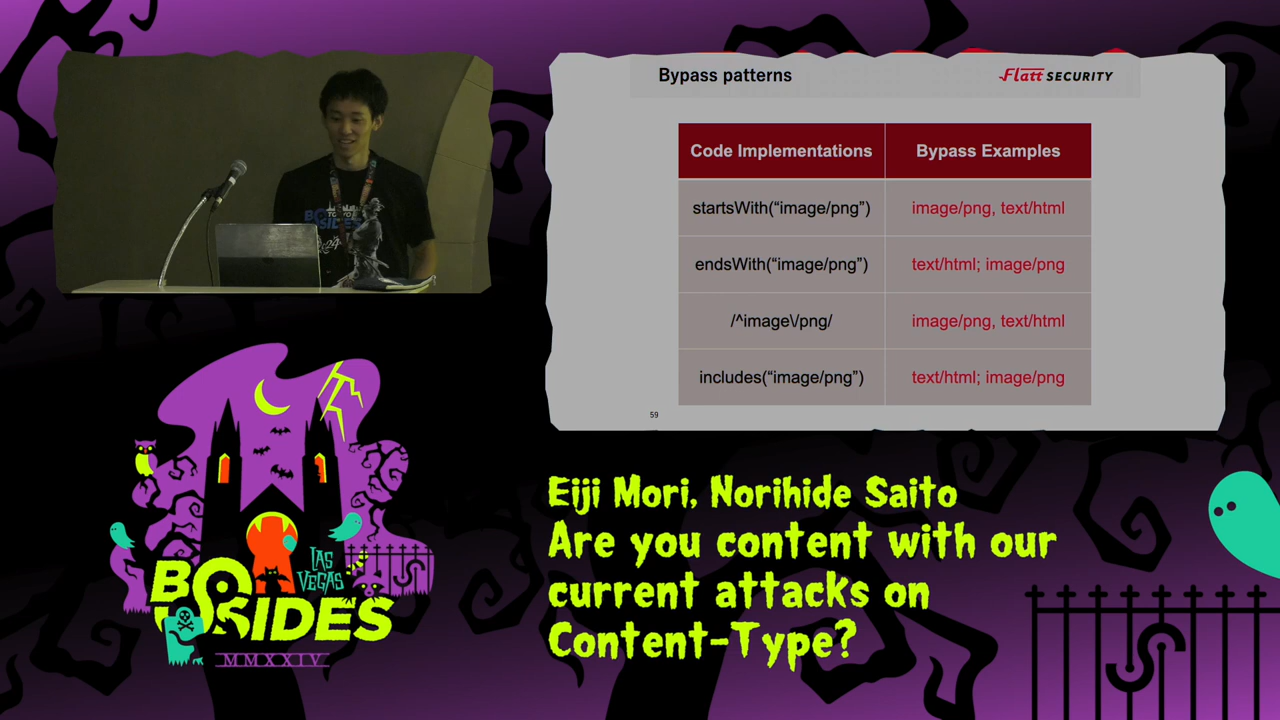 Bypass patterns
Flatt SECURITY
Code Implementations
Bypass Examples
startsWith(“image/png”)
image/png, text/html
endsWith(“image/png”)
text/html; image/png
/^image\/png/
image/png, text/html
includes(“image/png”)
text/html; image/png
59
BSIDES
LAS
VEGAS
BSIDES
MMXXIV
Eiji Mori, Norihide Saito
Are you content with our
current attacks on
Content-Type?